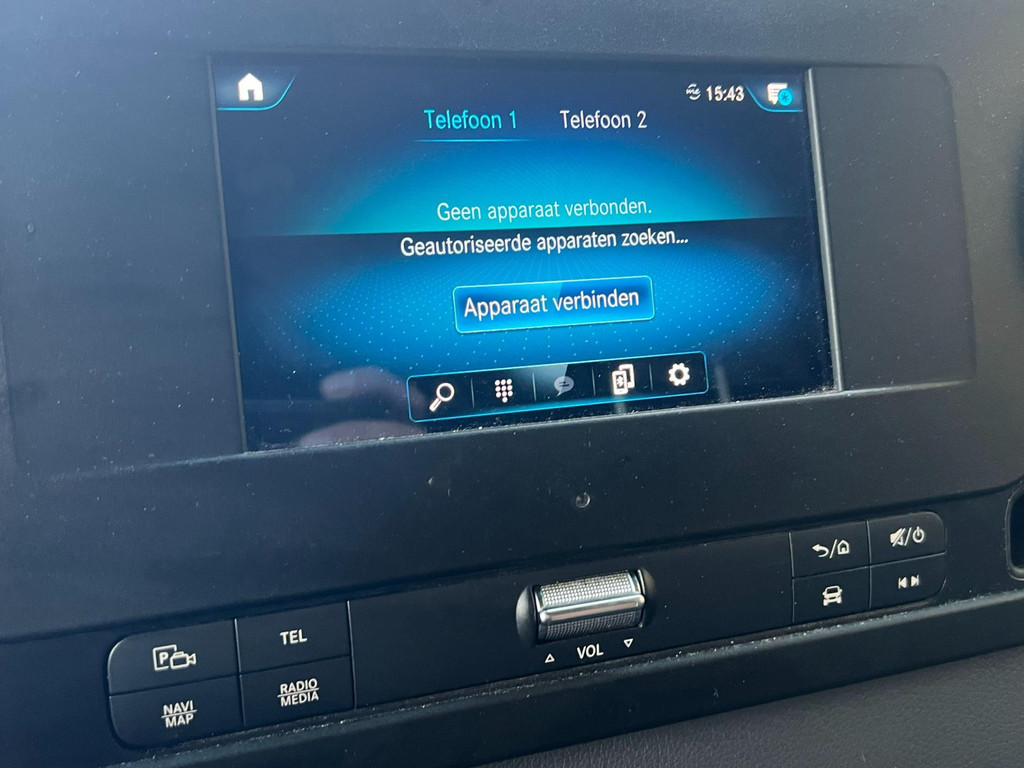 me 15:43
Telefoon 1 Telefoon 2
Geen apparaat verbonden.
Geautoriseerde apparaten zoeken...
Apparaat verbinden
P
TEL
NAVI
MAP
RADIO
MEDIA
VOL